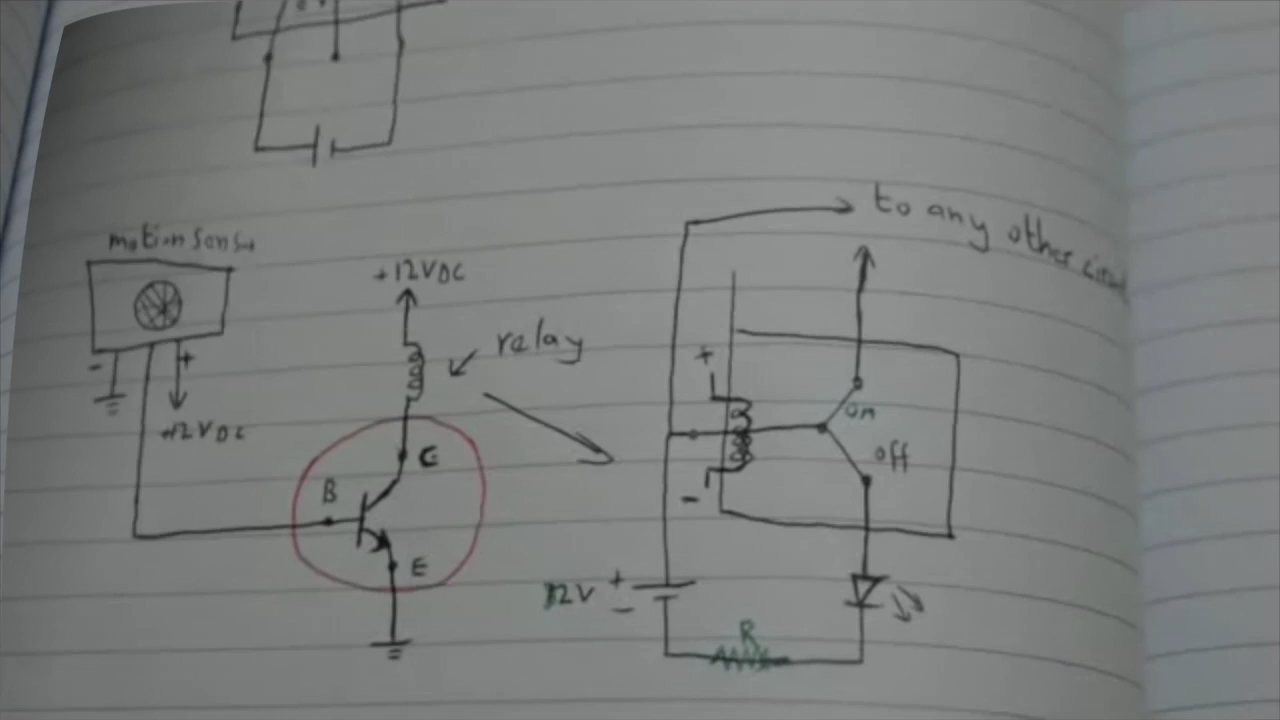 motion sensor
+12VDC
relay
-
+
+12VDC
B
C
E
to any other circuit
+
on
off
-
12V
+
-
R